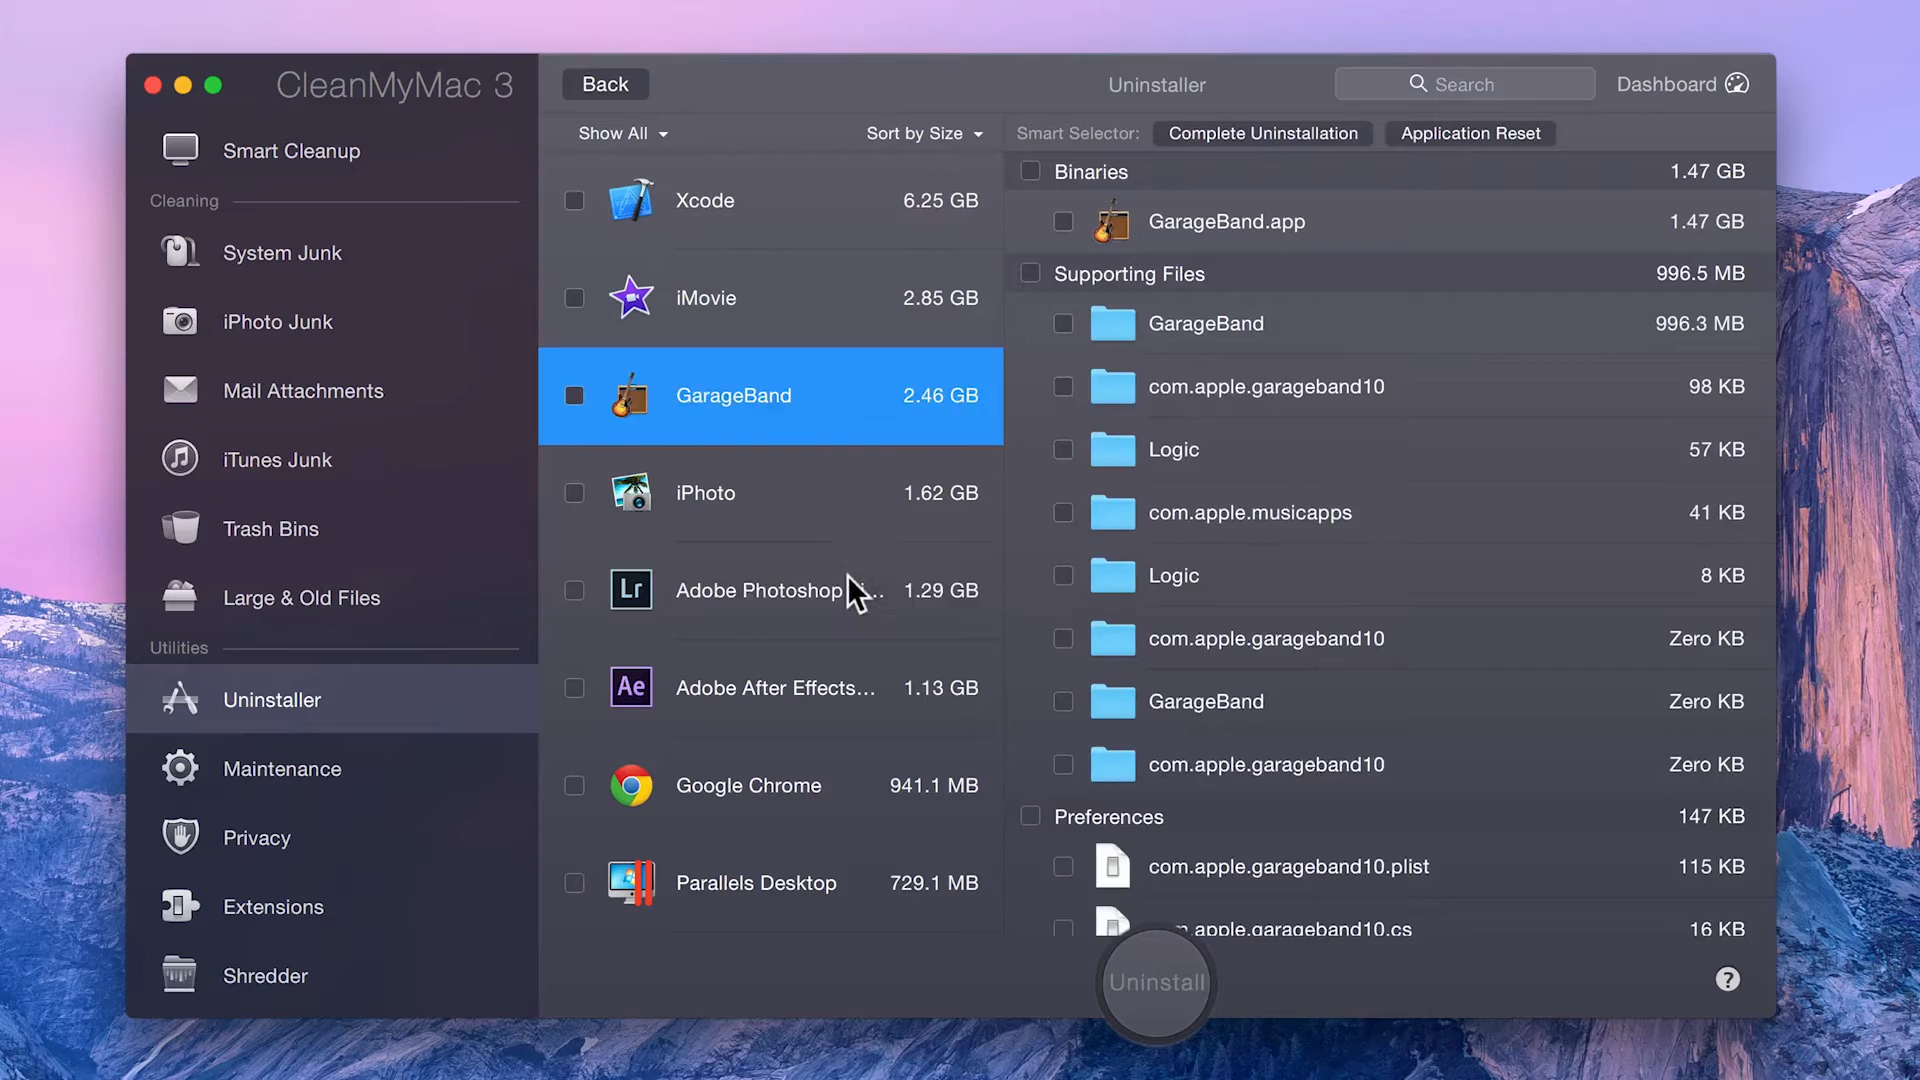 CleanMyMac 3
Smart Cleanup
Cleaning
System Junk
iPhoto Junk
Mail Attachments
iTunes Junk
Trash Bins
Large & Old Files
Utilities
Uninstaller
Maintenance
Privacy
Extensions
Shredder
Back
Uninstaller
Search
Dashboard
Show All
Sort by Size
Xcode 6.25 GB
iMovie 2.85 GB
GarageBand 2.46 GB
iPhoto 1.62 GB
Lr Adobe Photoshop ... 1.29 GB
Ae Adobe After Effects... 1.13 GB
Google Chrome 941.1 MB
Parallels Desktop 729.1 MB
Smart Selector: Complete Uninstallation Application Reset
Binaries 1.47 GB
GarageBand.app 1.47 GB
Supporting Files 996.5 MB
GarageBand 996.3 MB
com.apple.garageband10 98 KB
Logic 57 KB
com.apple.musicapps 41 KB
Logic 8 KB
com.apple.garageband10 Zero KB
GarageBand Zero KB
com.apple.garageband10 Zero KB
Preferences 147 KB
com.apple.garageband10.plist 115 KB
.apple.garageband10.cs 16 KB
Uninstall
?